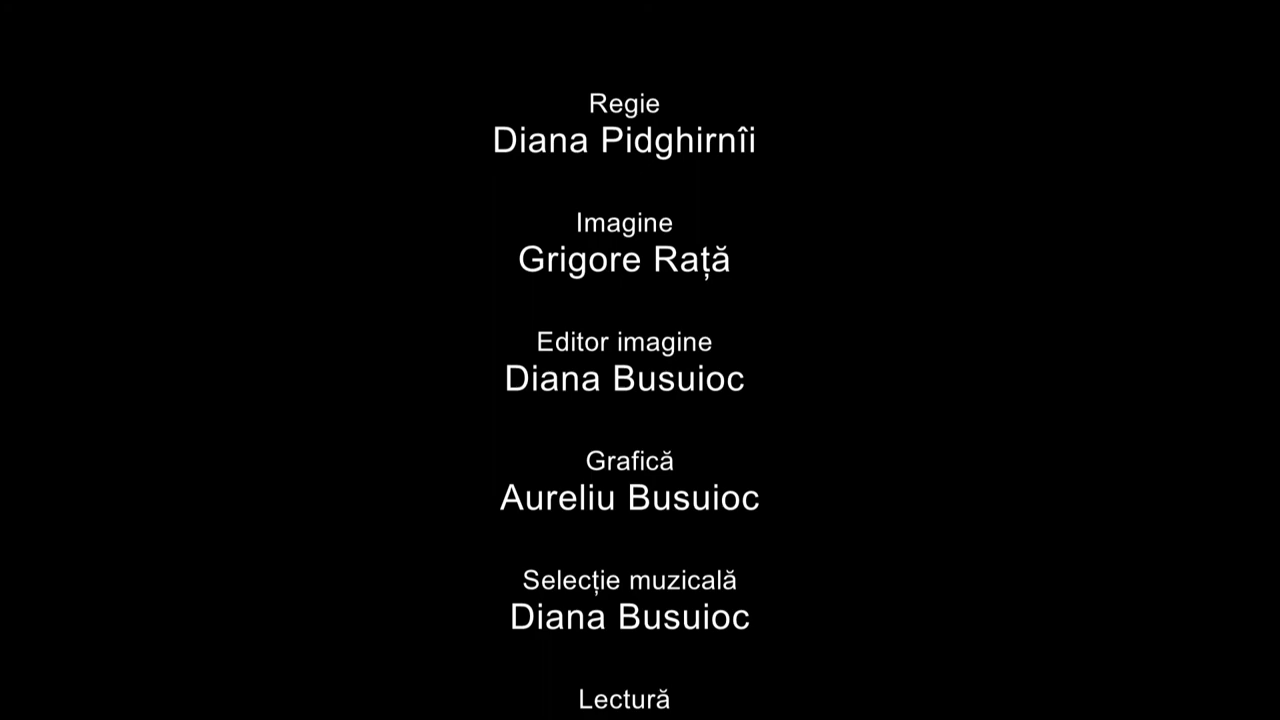 Regie
Diana Pidghirnîi
Imagine
Grigore Rață
Editor imagine
Diana Busuioc
Grafică
Aureliu Busuioc
Selecție muzicală
Diana Busuioc
Lectură